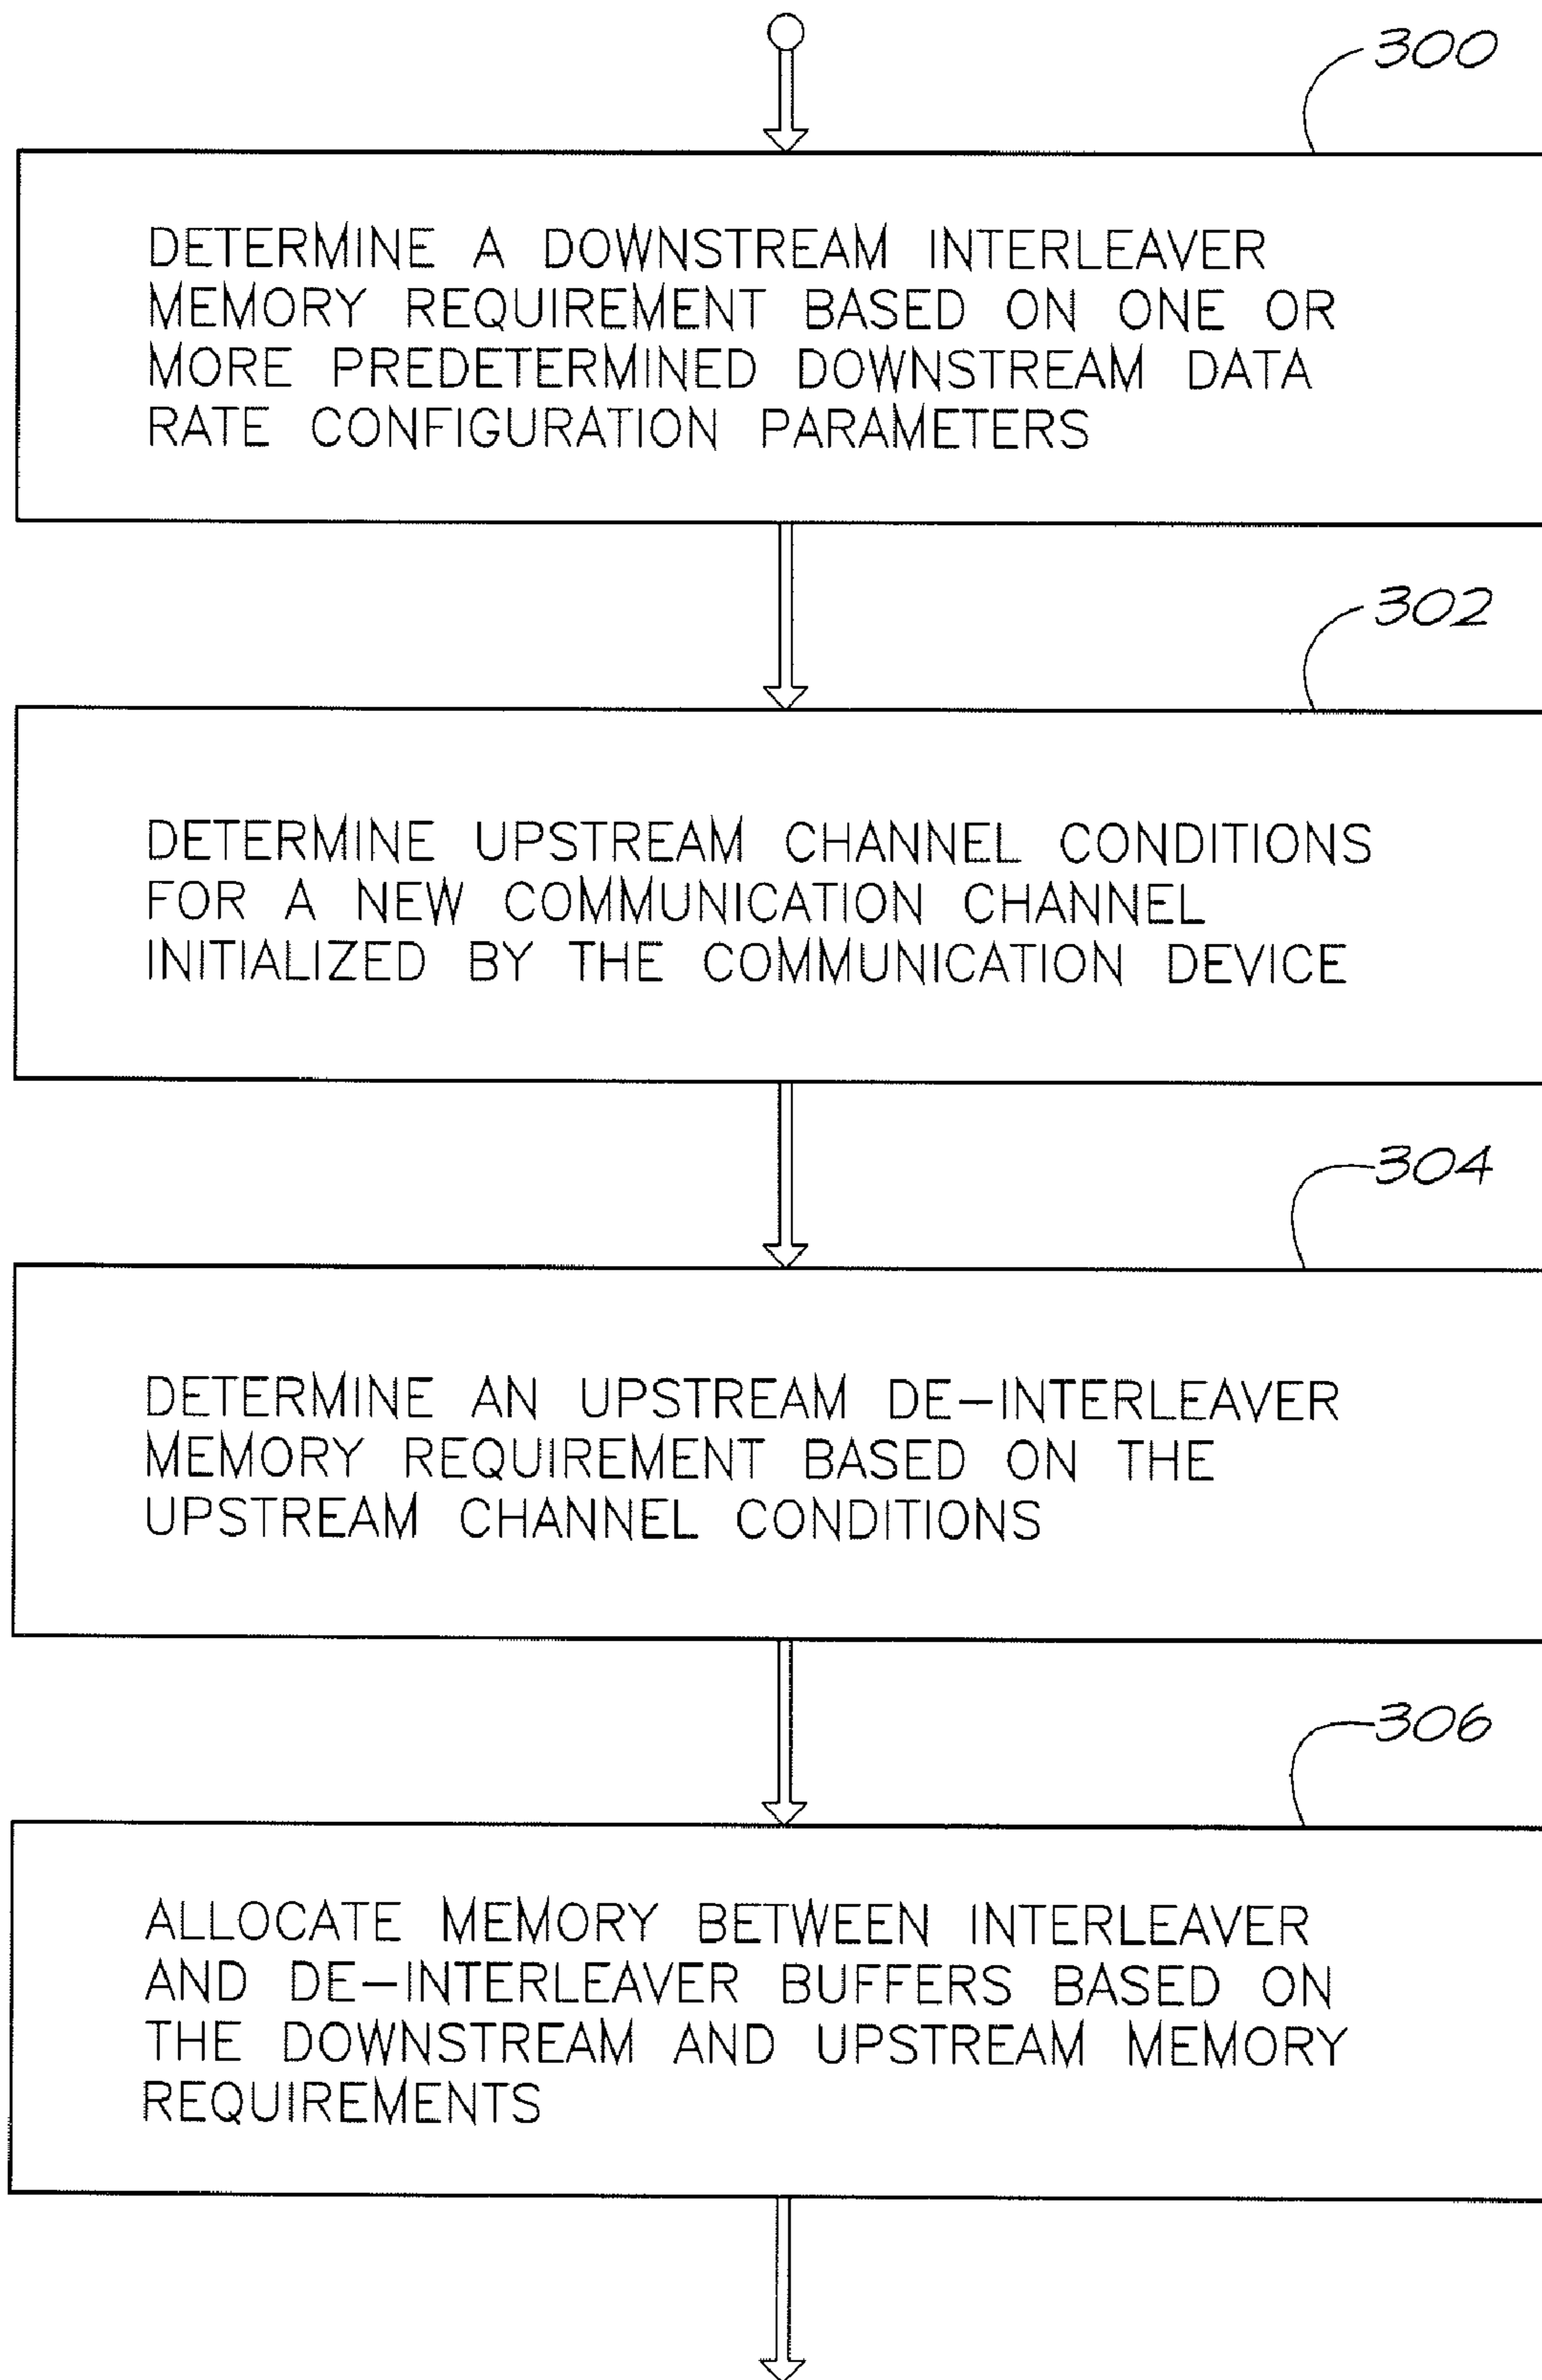 300
DETERMINE A DOWNSTREAM INTERLEAVER
MEMORY REQUIREMENT BASED ON ONE OR
MORE PREDETERMINED DOWNSTREAM DATA
RATE CONFIGURATION PARAMETERS
302
DETERMINE UPSTREAM CHANNEL CONDITIONS
FOR A NEW COMMUNICATION CHANNEL
INITIALIZED BY THE COMMUNICATION DEVICE
304
DETERMINE AN UPSTREAM DE-INTERLEAVER
MEMORY REQUIREMENT BASED ON THE
UPSTREAM CHANNEL CONDITIONS
306
ALLOCATE MEMORY BETWEEN INTERLEAVER
AND DE-INTERLEAVER BUFFERS BASED ON
THE DOWNSTREAM AND UPSTREAM MEMORY
REQUIREMENTS